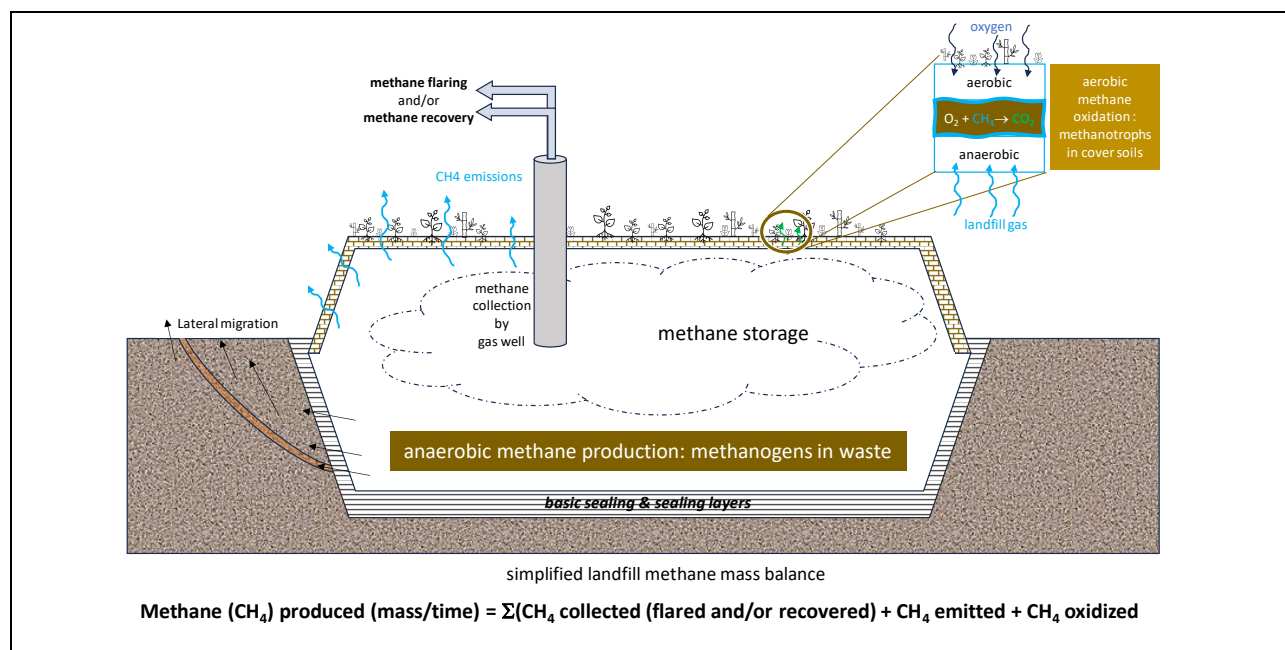 oxygen
methane flaring
and/or
methane recovery
aerobic
O₂ + CH₄→ CO₂
anaerobic
aerobic
methane
oxidation :
methanotrophs
in cover soils
CH4 emissions
landfill gas
methane
collection
by
gas well
Lateral migration
methane storage
anaerobic methane production: methanogens in waste
basic sealing & sealing layers
simplified landfill methane mass balance
Methane (CH₄) produced (mass/time) = Σ(CH₄ collected (flared and/or recovered) + CH₄ emitted + CH₄ oxidized